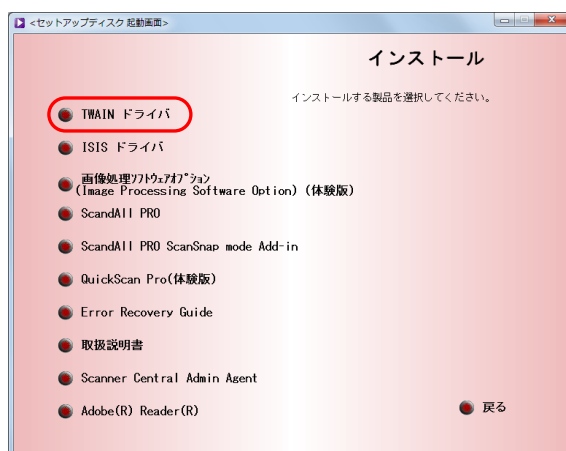 <セットアップディスク 起動画面>
インストール
インストールする製品を選択してください。
TWAIN ドライバ
ISIS ドライバ
画像処理ソフトウェアオプション
(Image Processing Software Option) (体験版)
ScandAll PRO
ScandAll PRO ScanSnap mode Add-in
QuickScan Pro(体験版)
Error Recovery Guide
取扱説明書
Scanner Central Admin Agent
Adobe(R) Reader(R)
戻る